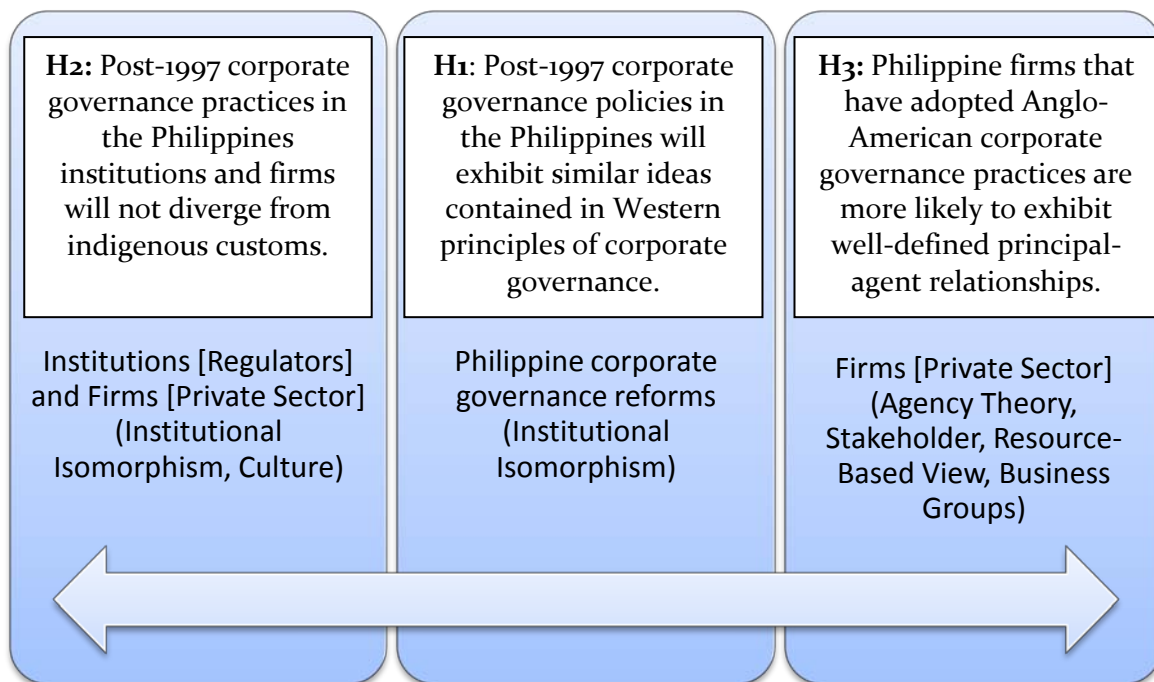 H2: Post-1997 corporate
governance practices in
the Philippines
institutions and firms
will not diverge from
indigenous customs.
Institutions [Regulators]
and Firms [Private Sector]
(Institutional
Isomorphism, Culture)
H1: Post-1997 corporate
governance policies in
the Philippines will
exhibit similar ideas
contained in Western
principles of corporate
governance.
Philippine corporate
governance reforms
(Institutional
Isomorphism)
H3: Philippine firms that
have adopted Anglo-
American corporate
governance practices are
more likely to exhibit
well-defined principal-
agent relationships.
Firms [Private Sector]
(Agency Theory,
Stakeholder, Resource-
Based View, Business
Groups)